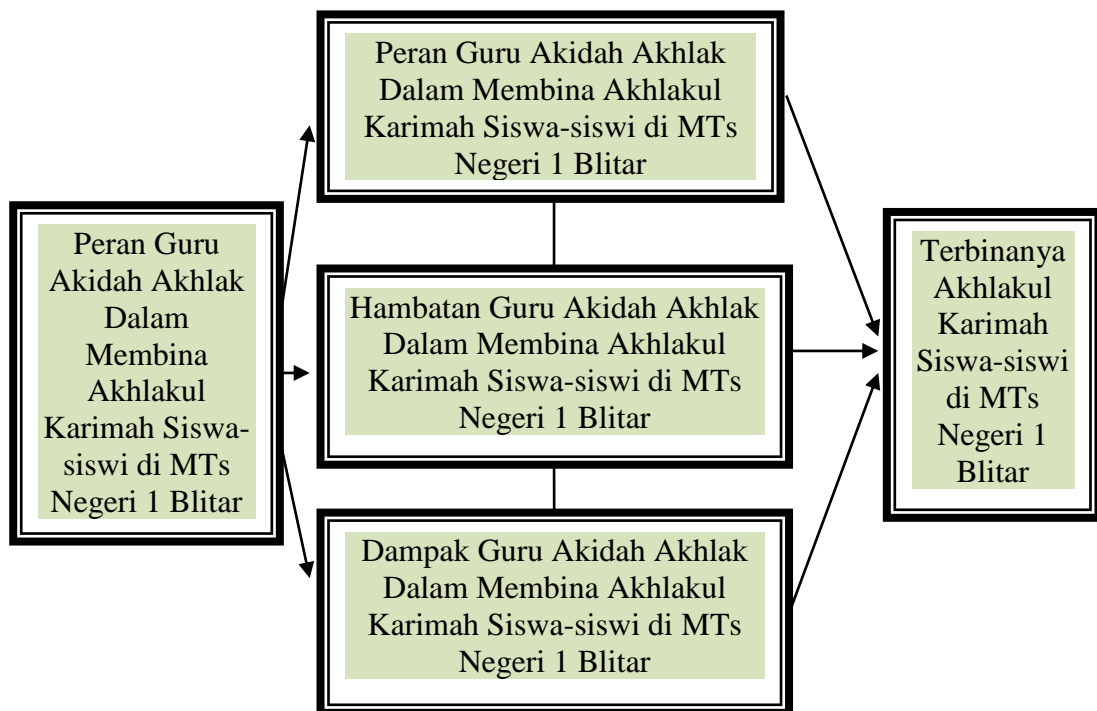 Peran Guru
Akidah Akhlak
Dalam
Membina
Akhlakul
Karimah Siswa-
siswi di MTs
Negeri 1 Blitar
Peran Guru Akidah Akhlak
Dalam Membina Akhlakul
Karimah Siswa-siswi di MTs
Negeri 1 Blitar
Hambatan Guru Akidah Akhlak
Dalam Membina Akhlakul
Karimah Siswa-siswi di MTs
Negeri 1 Blitar
Dampak Guru Akidah Akhlak
Dalam Membina Akhlakul
Karimah Siswa-siswi di MTs
Negeri 1 Blitar
Terbinanya
Akhlakul
Karimah
Siswa-siswi
di MTs
Negeri 1
Blitar